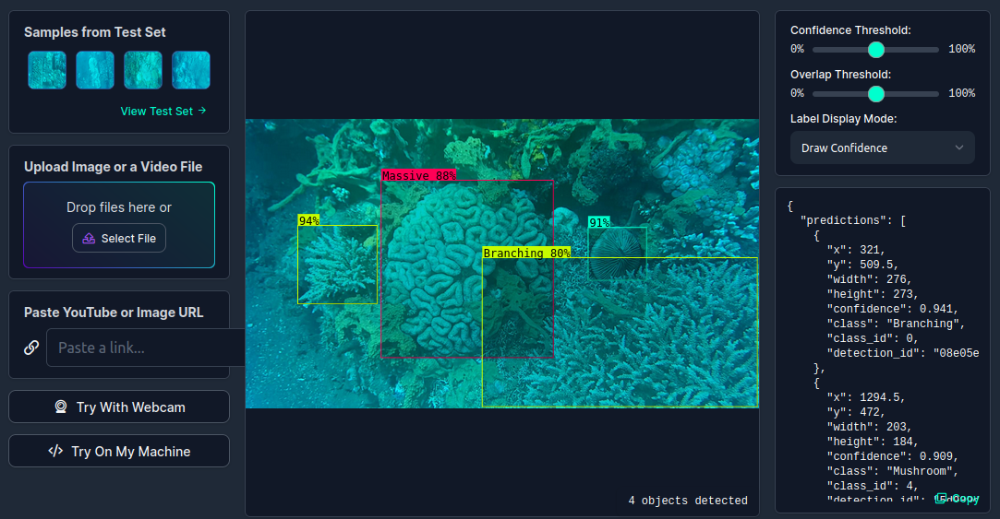 Samples from Test Set
View Test Set →
Upload Image or a Video File
Drop files here or
Select File
Paste YouTube or Image URL
Paste a link...
Try With Webcam
</> Try On My Machine
Massive 88%
94%
91%
Branching 80%
4 objects detected
Confidence Threshold:
0% 100%
Overlap Threshold:
0% 100%
Label Display Mode:
Draw Confidence
{
"predictions": [
{
"x": 321,
"y": 509.5,
"width": 276,
"height": 273,
"confidence": 0.941,
"class": "Branching",
"class_id": 0,
"detection_id": "08e05e
},
{
"x": 1294.5,
"y": 472,
"width": 203,
"height": 184,
"confidence": 0.909,
"class": "Mushroom",
"class_id": 4,
"detection_id":
Copy